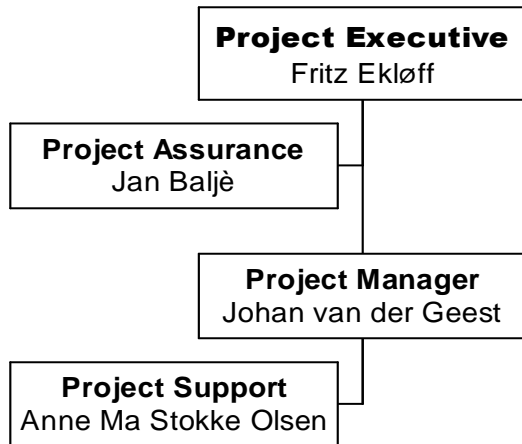 Project Executive
Fritz Ekløff
Project Assurance
Jan Baljè
Project Manager
Johan van der Geest
Project Support
Anne Ma Stokke Olsen